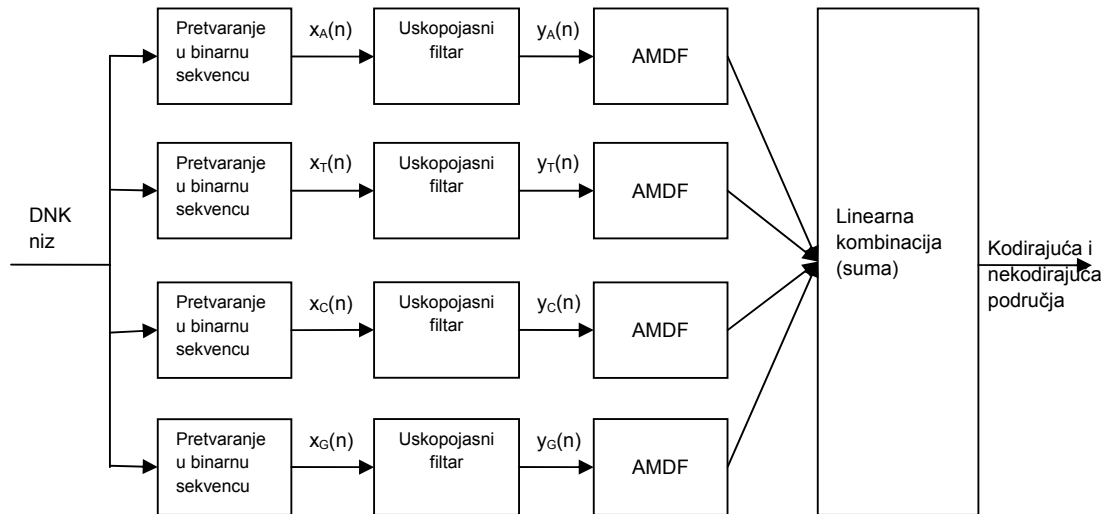 Pretvaranje
u binarnu
sekvencu
xA(n)
Uskopojasni
filtar
yA(n)
AMDF
Pretvaranje
u binarnu
sekvencu
xT(n)
Uskopojasni
filtar
yT(n)
AMDF
DNK
niz
Linearna
kombinacija
(suma)
Kodirajuća i
nekodirajuća
područja
Pretvaranje
u binarnu
sekvencu
xC(n)
Uskopojasni
filtar
yC(n)
AMDF
Pretvaranje
u binarnu
sekvencu
xG(n)
Uskopojasni
filtar
yG(n)
AMDF